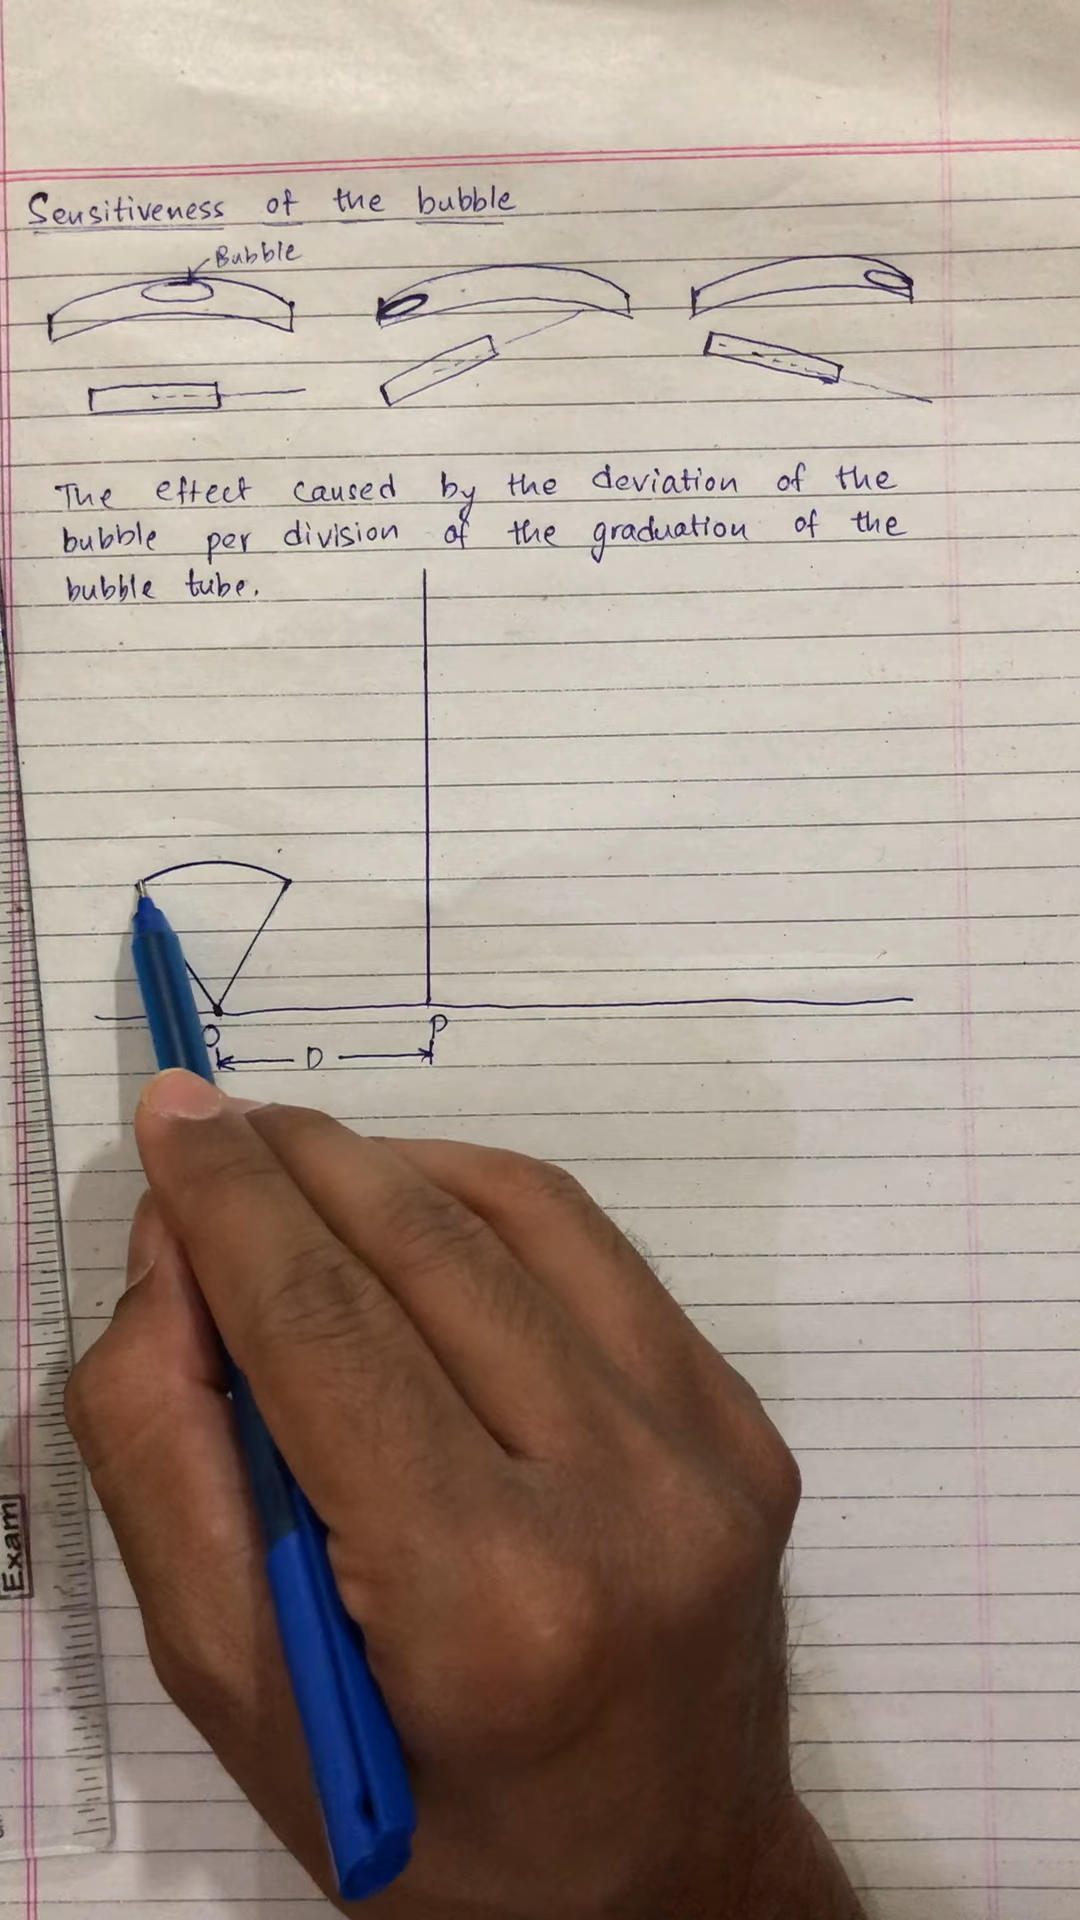 Sensitiveness of the bubble
Bubble
The effect caused by the deviation of the
bubble per division of the graduation of the
bubble tube.
O
P
D
Exam